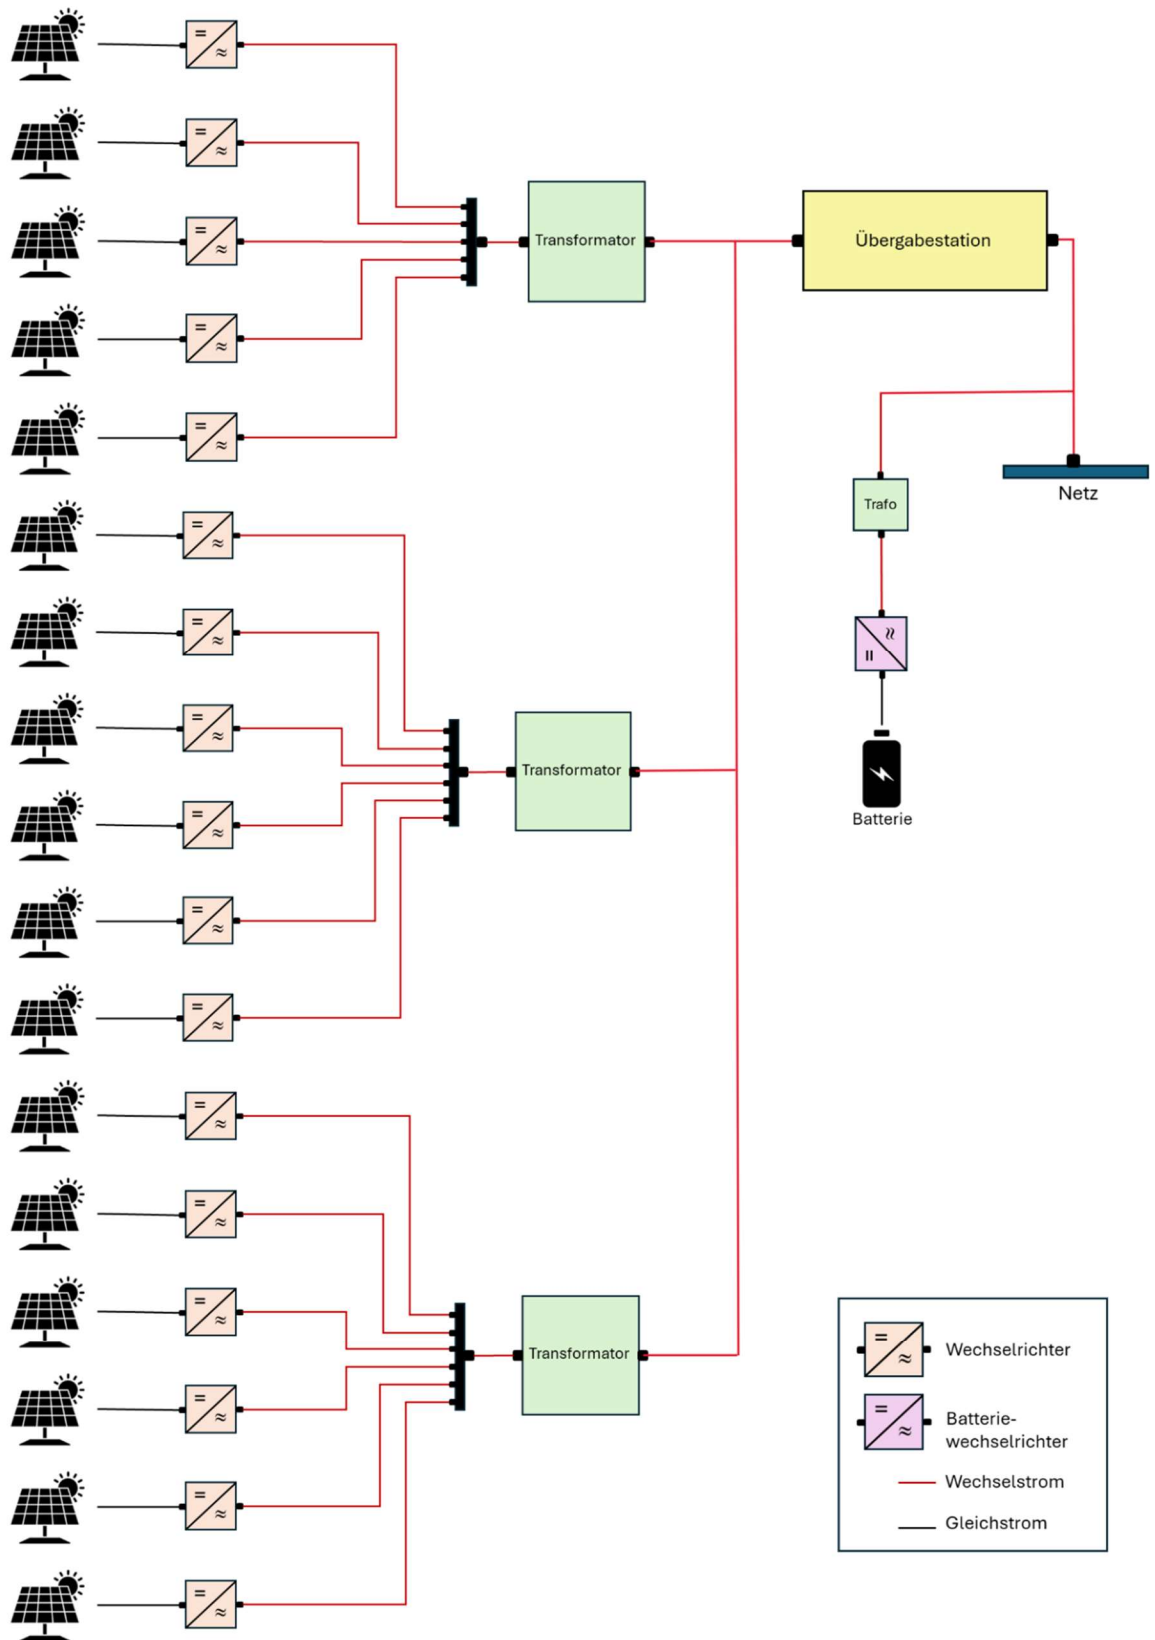 Transformator
Übergabestation
Netz
Trafo
Transformator
Batterie
Transformator
Wechselrichter
Batterie-
wechselrichter
Wechselstrom
Gleichstrom